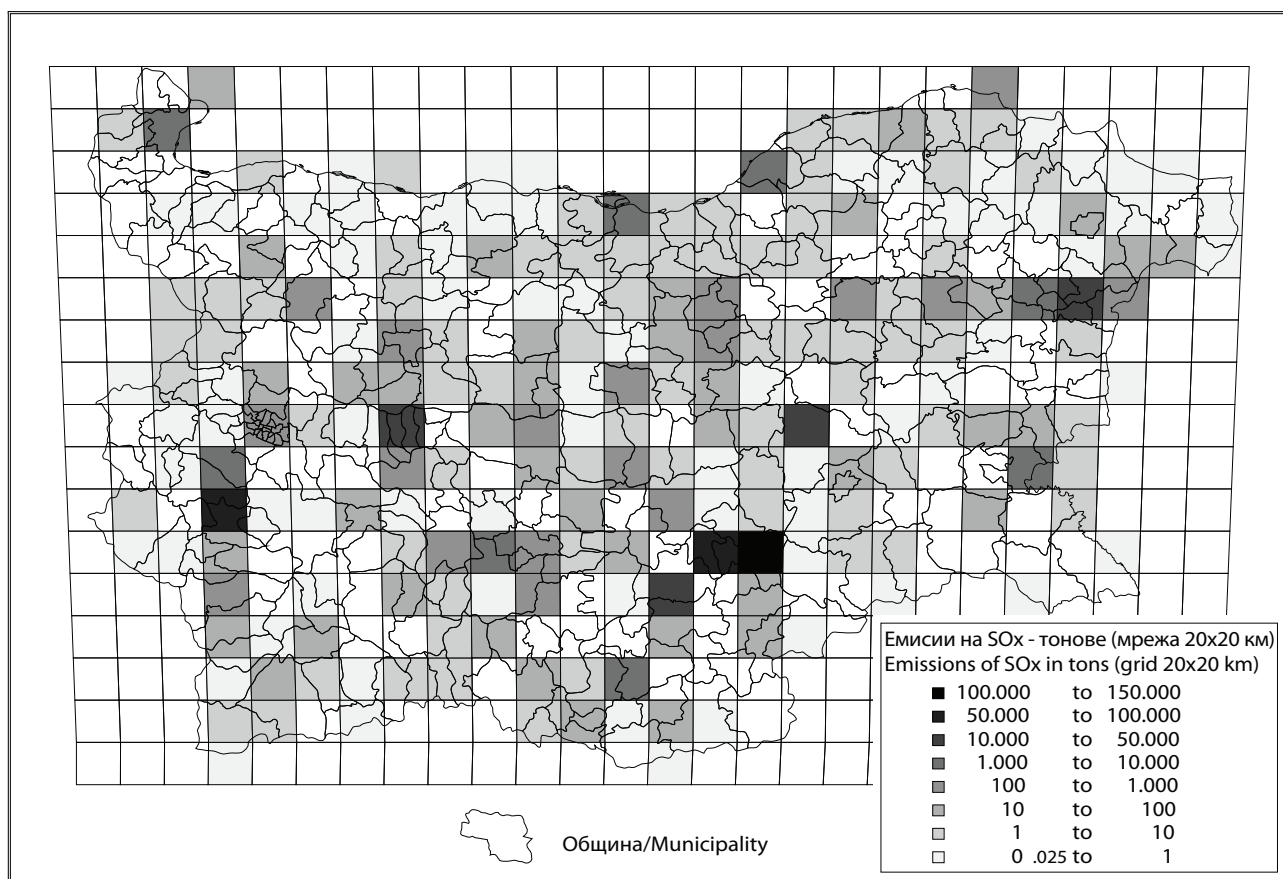 Емисии на SOx - тонове (мрежа 20x20 км)
Emissions of SOx in tons (grid 20x20 km)
100.000 to 150.000
50.000 to 100.000
10.000 to 50.000
1.000 to 10.000
100 to 1.000
10 to 100
1 to 10
0 .025 to 1
Община/Municipality